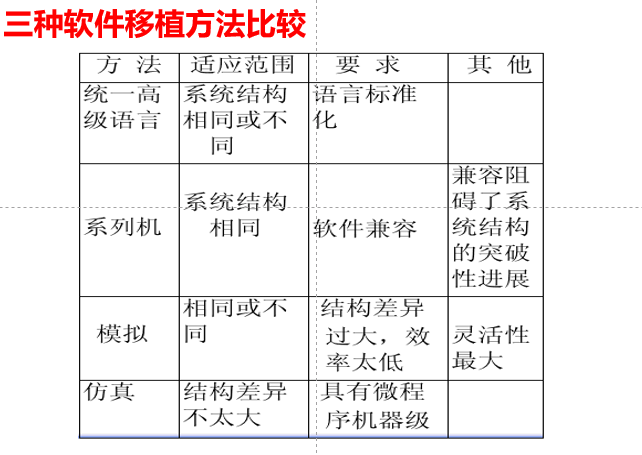 三种软件移植方法比较
方 法 适应范围 要 求 其 他
统一高
级语言
系统结构
相同或不
同
语言标准
化
系列机
系统结构
相同
软件兼容
兼容阻
碍了系
统结构
的突破
性进展
模拟
相同或不
同
结构差异
过大，效
率太低
灵活性
最大
仿真
结构差异
不太大
具有微程
序机器级